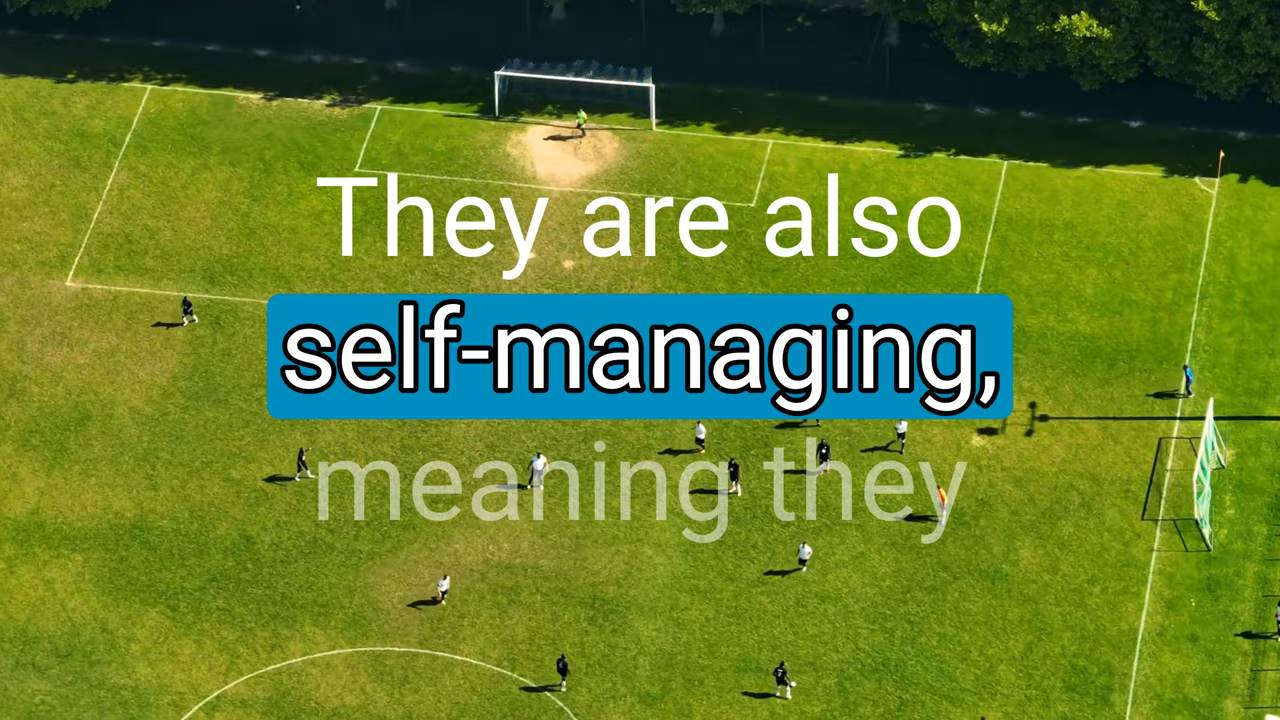 They are also
self-managing,
meaning they